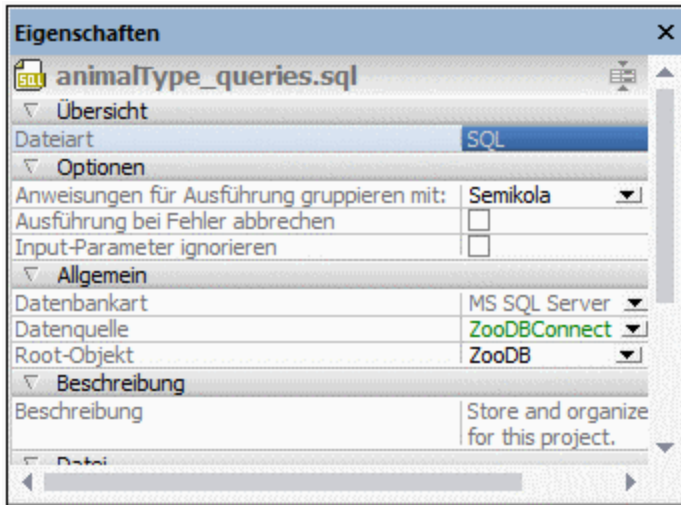 Eigenschaften
SQL
animalType_queries.sql
Übersicht
Dateiart SQL
Optionen
Anweisungen für Ausführung gruppieren mit: Semikola
Ausführung bei Fehler abbrechen
Input-Parameter ignorieren
Allgemein
Datenbankart MS SQL Server
Datenquelle ZooDBConnect
Root-Objekt ZooDB
Beschreibung
Beschreibung Store and organize
for this project.
Datei